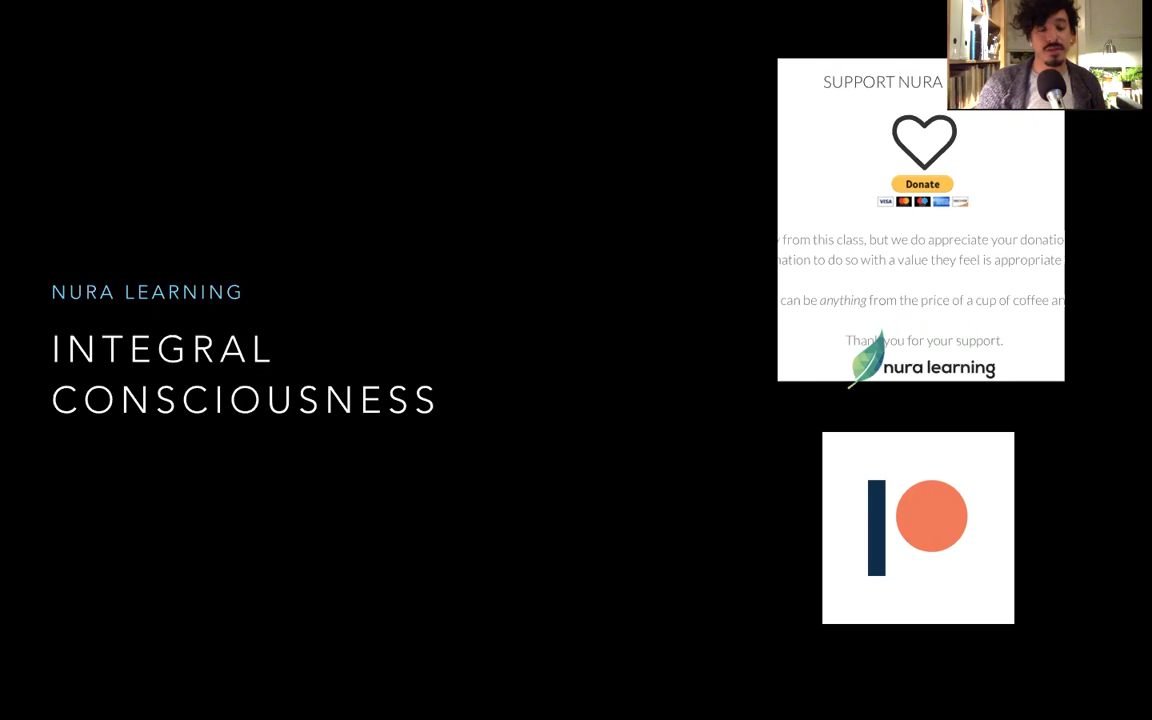 NURA LEARNING
INTEGRAL
CONSCIOUSNESS
SUPPORT NURA
Donate
VISA
DISCOVER
from this class, but we do appreciate your donatio
nation to do so with a value they feel is appropriate
can be anything from the price of a cup of coffee an
Thank you for your support.
nura learning